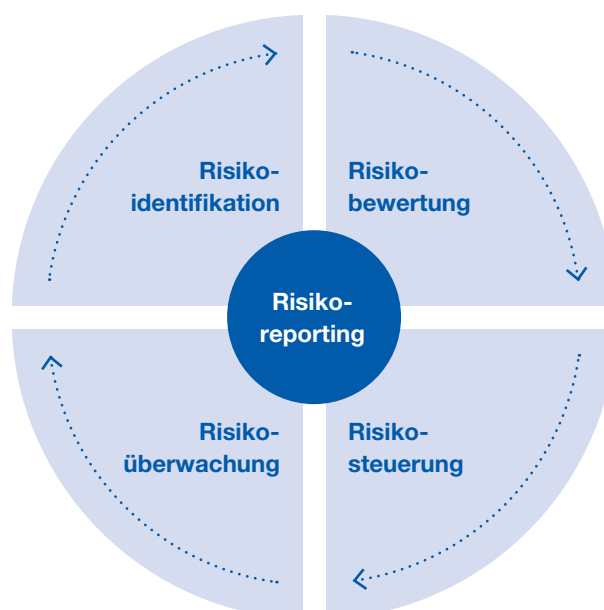 Risiko-
identifikation
Risiko-
bewertung
Risiko-
reporting
Risiko-
überwachung
Risiko-
steuerung